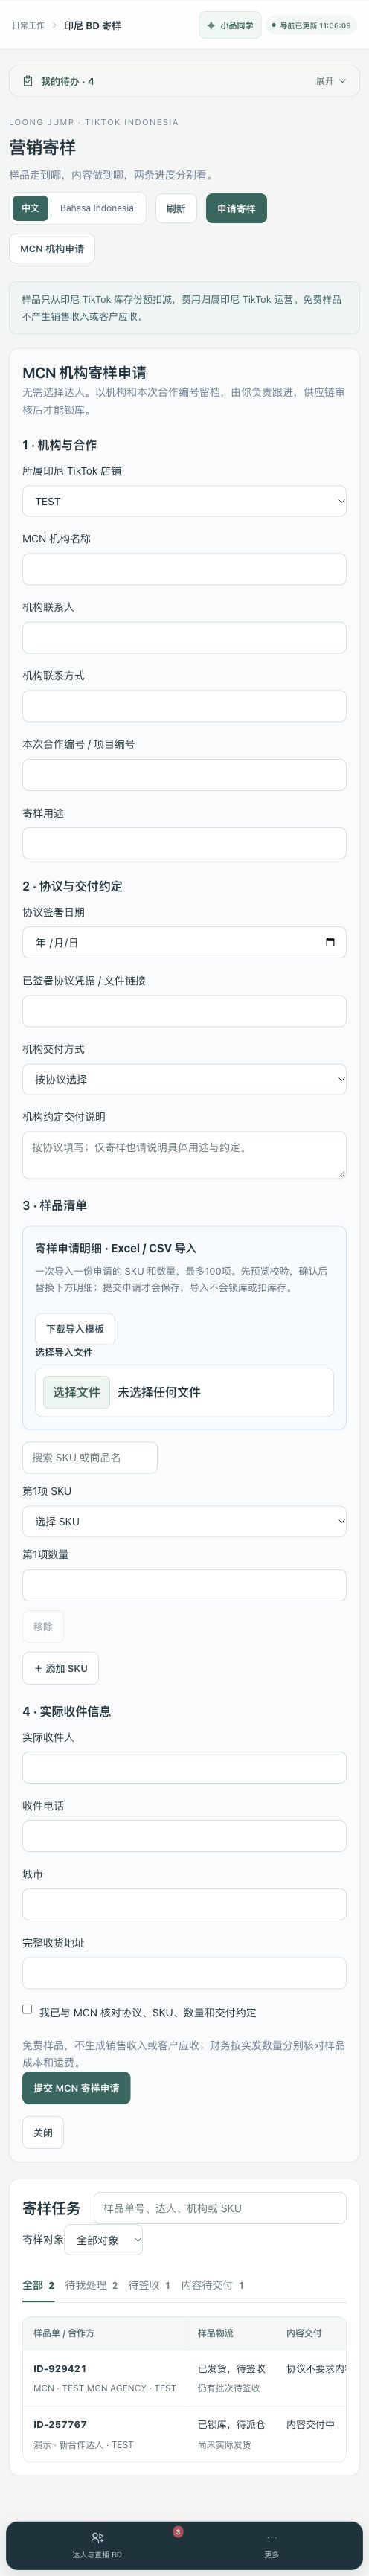 日常工作 > 印尼 BD 寄样
小品同学
导航已更新 11:06:09
我的待办 · 4
展开
LOONG JUMP · TIKTOK INDONESIA
营销寄样
样品走到哪，内容做到哪，两条进度分别看。
中文
Bahasa Indonesia
刷新
申请寄样
MCN 机构申请
样品只从印尼 TikTok 库存份额扣减，费用归属印尼 TikTok 运营。免费样品
不产生销售收入或客户应收。
MCN 机构寄样申请
无需选择达人。以机构和本次合作编号留档，由你负责跟进，供应链审
核后才能锁库。
1 · 机构与合作
所属印尼 TikTok 店铺
TEST
MCN 机构名称
机构联系人
机构联系方式
本次合作编号 / 项目编号
寄样用途
2 · 协议与交付约定
协议签署日期
年 /月/日
已签署协议凭据 / 文件链接
机构交付方式
按协议选择
机构约定交付说明
按协议填写；仅寄样也请说明具体用途与约定。
3 · 样品清单
寄样申请明细 · Excel / CSV 导入
一次导入一份申请的 SKU 和数量，最多100项。先预览校验，确认后
替换下方明细；提交申请才会保存，导入不会锁库或扣库存。
下载导入模板
选择导入文件
选择文件 未选择任何文件
搜索 SKU 或商品名
第1项 SKU
选择 SKU
第1项数量
移除
+ 添加 SKU
4 · 实际收件信息
实际收件人
收件电话
城市
完整收货地址
我已与 MCN 核对协议、SKU、数量和交付约定
免费样品，不生成销售收入或客户应收；财务按实发数量分别核对样品
成本和运费。
提交 MCN 寄样申请
关闭
寄样任务
样品单号、达人、机构或 SKU
寄样对象 全部对象
全部 2 待我处理 2 待签收 1 内容待交付 1
样品单 / 合作方 样品物流 内容交付
ID-929421 已发货，待签收 协议不要求内
MCN · TEST MCN AGENCY · TEST 仍有批次待签收
ID-257767 已锁库，待派仓 内容交付中
演示 · 新合作达人 · TEST 尚未实际发货
3
达人与直播 BD
更多